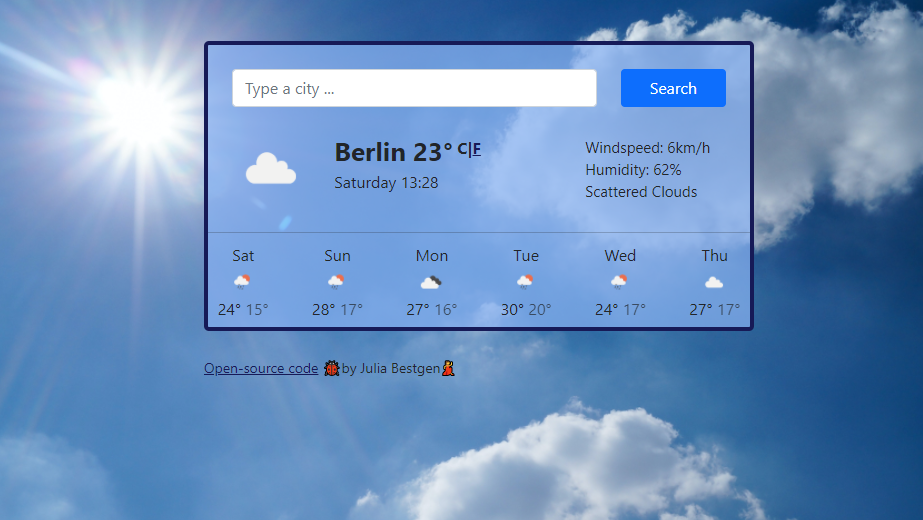 Type a city ...
Search
Berlin 23° C|F
Saturday 13:28
Windspeed: 6km/h
Humidity: 62%
Scattered Clouds
Sat Sun Mon Tue Wed Thu
24° 15° 28° 17° 27° 16° 30° 20° 24° 17° 27° 17°
Open-source code 🐞by Julia Bestgen💃